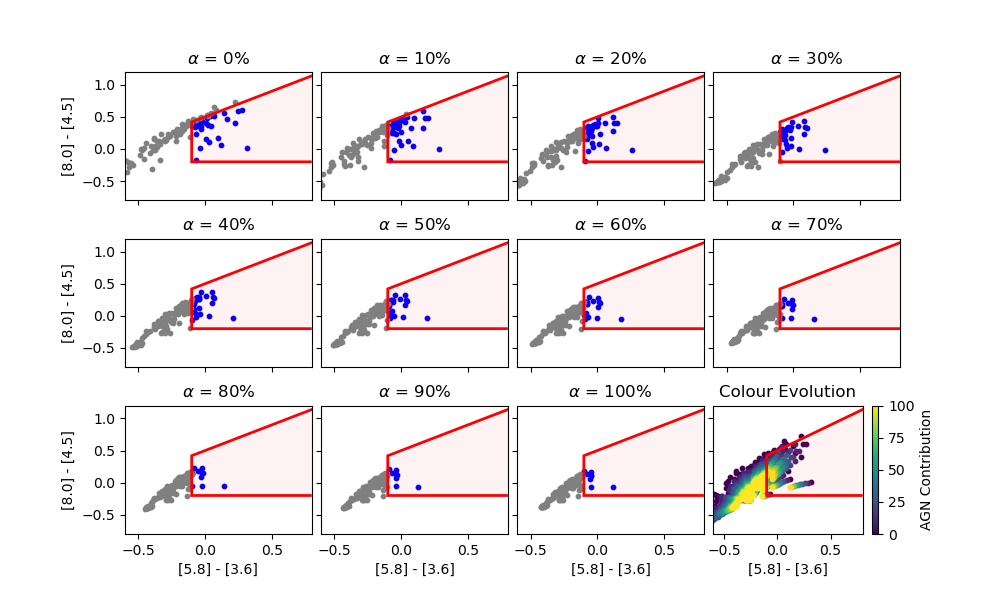 α = 0%
α = 10%
α = 20%
α = 30%
[8.0] - [4.5]
1.0
0.5
0.0
−0.5
α = 40%
α = 50%
α = 60%
α = 70%
[8.0] - [4.5]
1.0
0.5
0.0
−0.5
α = 80%
α = 90%
α = 100%
Colour Evolution
[8.0] - [4.5]
1.0
0.5
0.0
−0.5
−0.5 0.0 0.5
−0.5 0.0 0.5
−0.5 0.0 0.5
−0.5 0.0 0.5
[5.8] - [3.6]
[5.8] - [3.6]
[5.8] - [3.6]
[5.8] - [3.6]
100
75
50
25
0
AGN Contribution